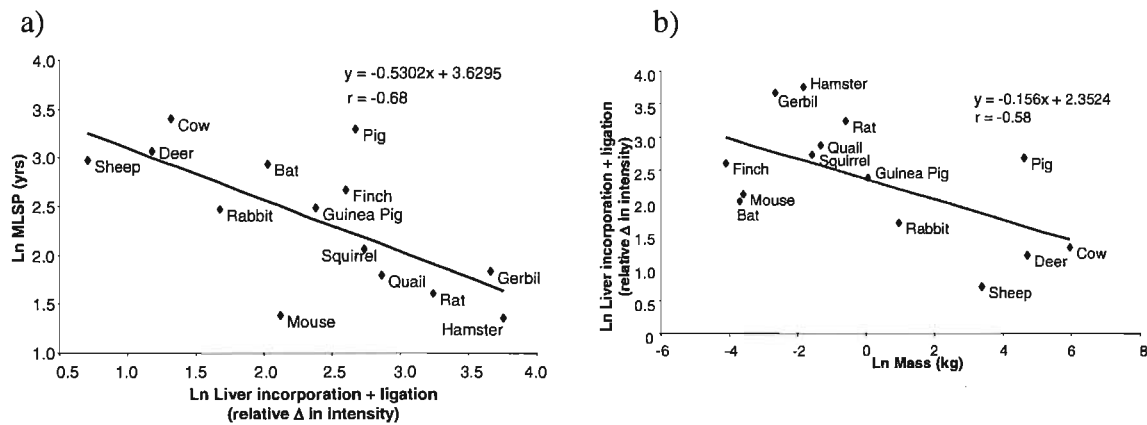 a)
y = -0.5302x + 3.6295
r = -0.68
Ln MLSP (yrs)
4.0
3.5
3.0
2.5
2.0
1.5
1.0
Cow
Pig
Deer
Sheep
Bat
Finch
Rabbit
Guinea Pig
Squirrel
Quail
Gerbil
Rat
Mouse
Hamster
0.5 1.0 1.5 2.0 2.5 3.0 3.5 4.0
Ln Liver incorporation + ligation
(relative Δ in intensity)
b)
y = -0.156x + 2.3524
r = -0.58
Ln Liver incorporation + ligation
(relative Δ in intensity)
4.0
3.5
3.0
2.5
2.0
1.5
1.0
0.5
0
Hamster
Gerbil
Rat
Quail
Squirrel
Finch
Guinea Pig
Pig
Mouse
Bat
Rabbit
Deer
Cow
Sheep
-6 -4 -2 0 2 4 6 8
Ln Mass (kg)